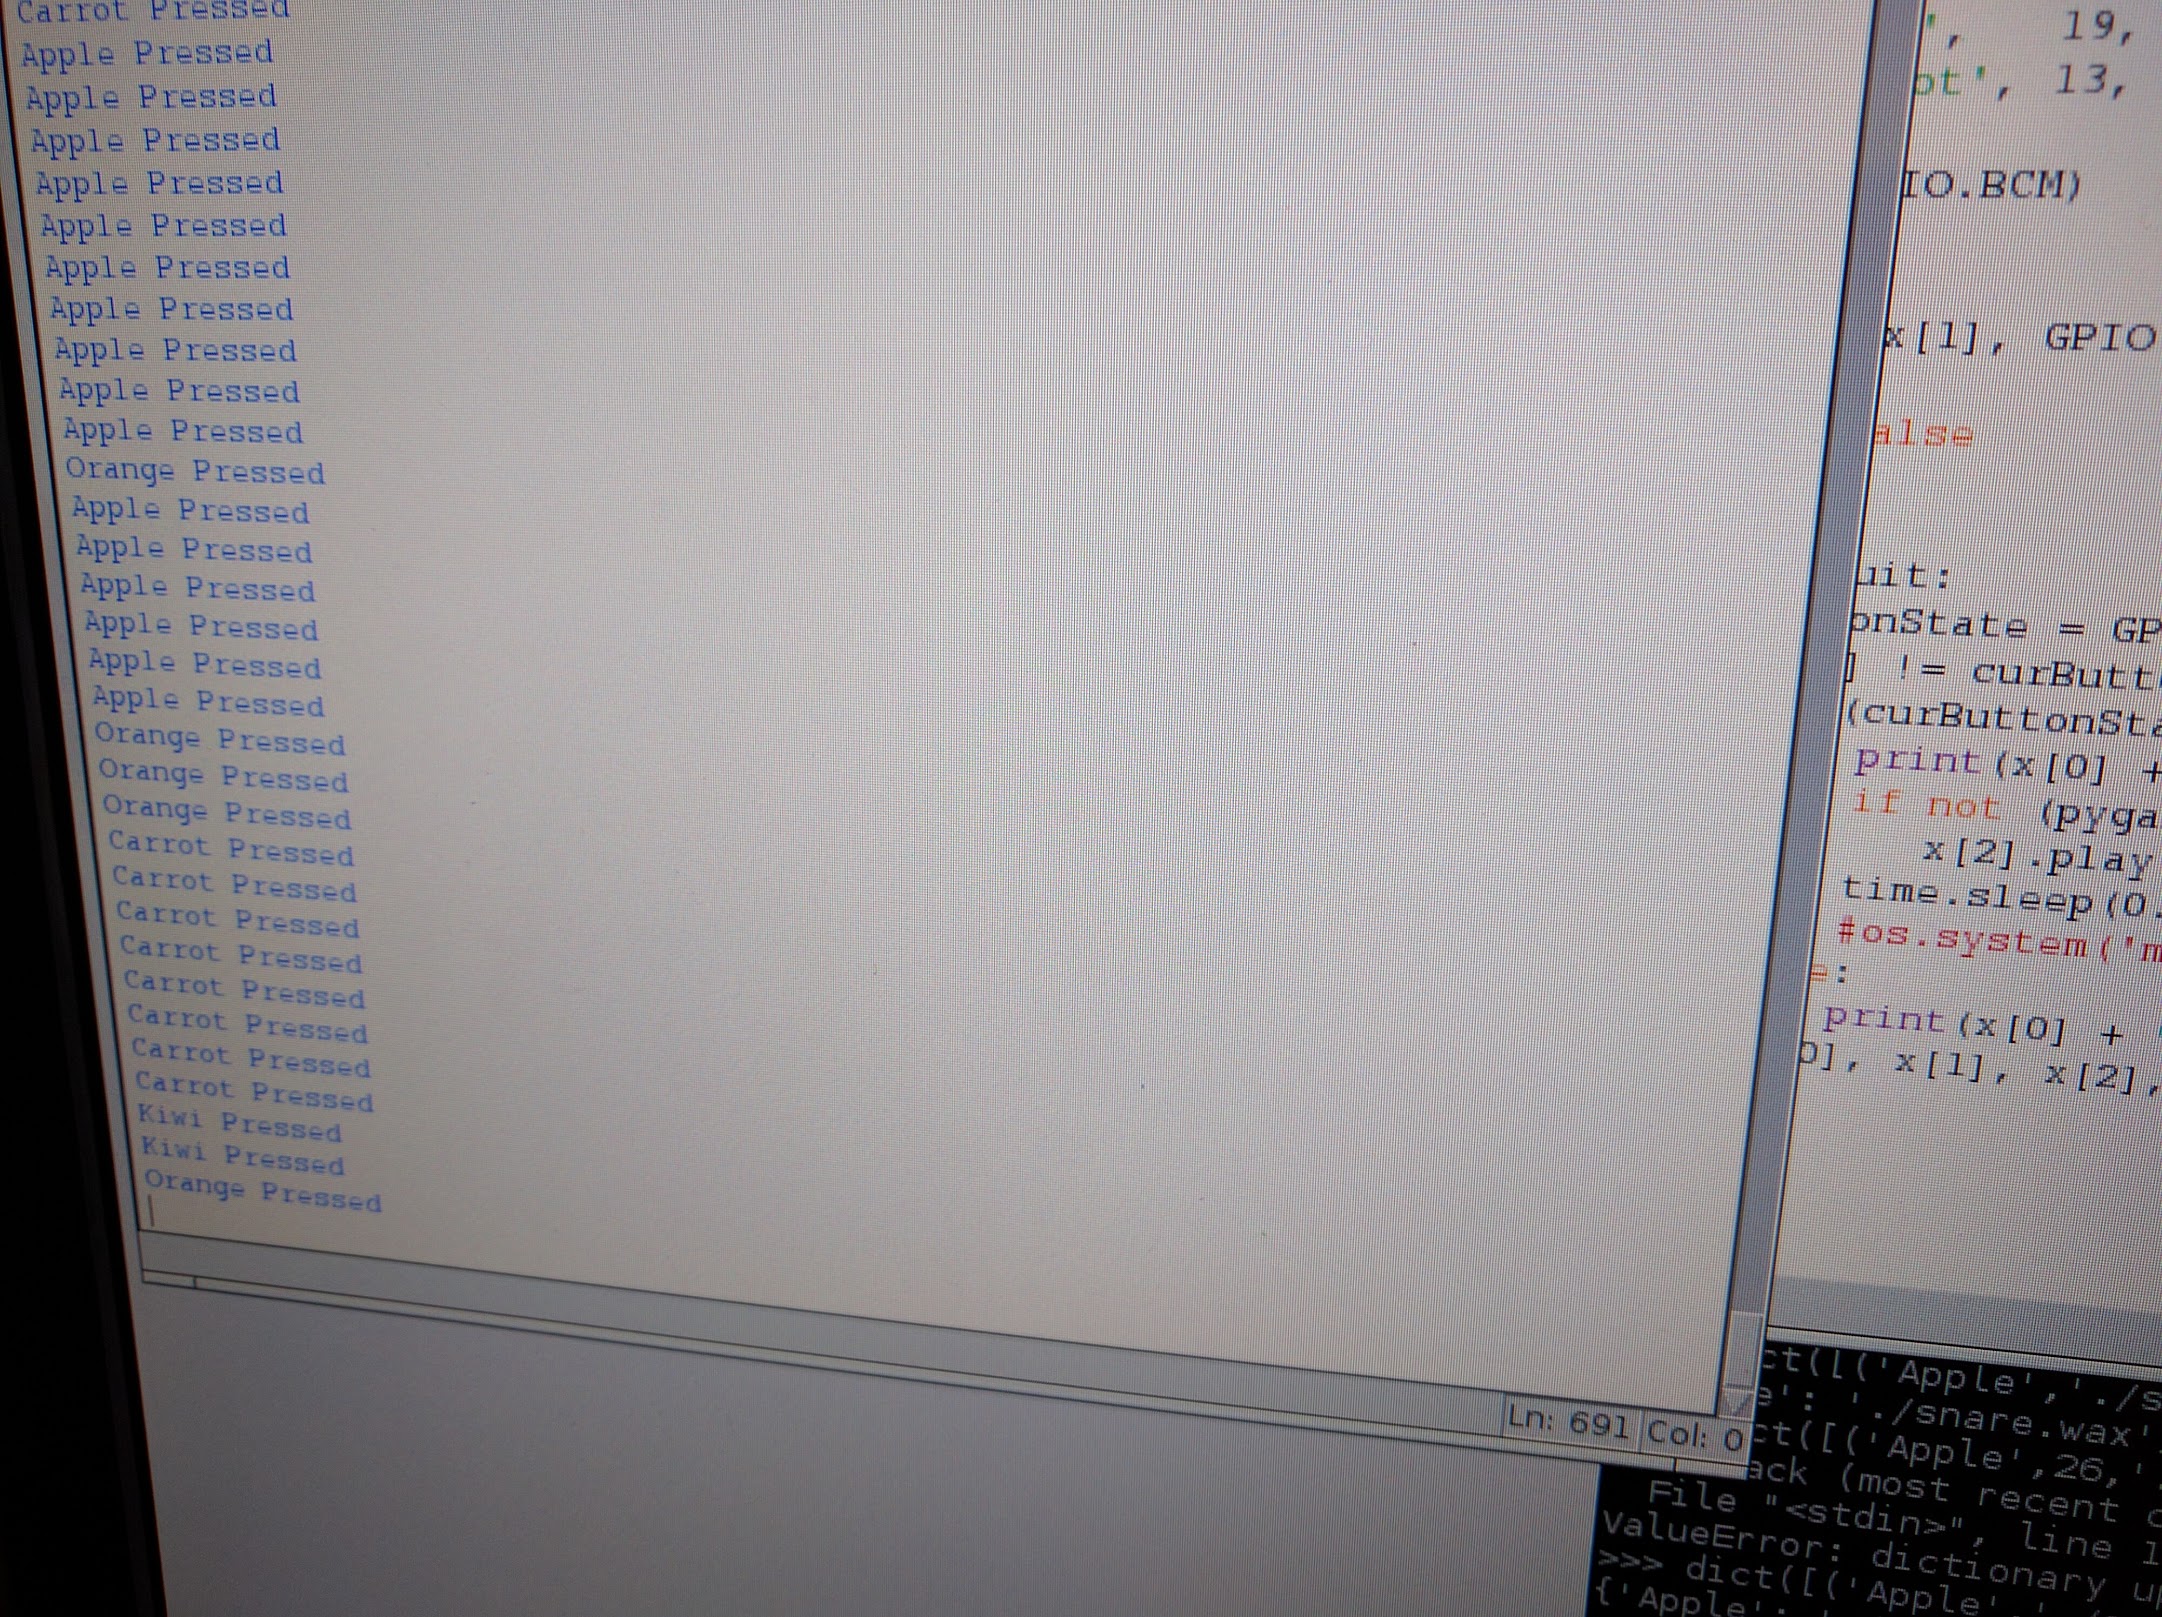 Carrot Pressed
Apple Pressed
Apple Pressed
Apple Pressed
Apple Pressed
Apple Pressed
Apple Pressed
Apple Pressed
Apple Pressed
Apple Pressed
Apple Pressed
Orange Pressed
Apple Pressed
Apple Pressed
Apple Pressed
Apple Pressed
Apple Pressed
Apple Pressed
Orange Pressed
Orange Pressed
Orange Pressed
Carrot Pressed
Carrot Pressed
Carrot Pressed
Carrot Pressed
Carrot Pressed
Carrot Pressed
Carrot Pressed
Carrot Pressed
Kiwi Pressed
Kiwi Pressed
Orange Pressed
Ln: 691 Col: 0
', 19,
ot', 13,
IO.BCM)
x[1], GPIO
alse
uit:
onState = GP
] != curButt
(curButtonSta
print(x[0] +
if not (pyga
x[2].play
time.sleep(0.
#os.system('m
e:
print(x[0] +
0], x[1], x[2],
ct([('Apple','./s
e': './snare.wax'
ct([('Apple',26,'
ack (most recent c
File "<stdin>", line 1
ValueError: dictionary up
>>> dict([('Apple'
{'Apple':